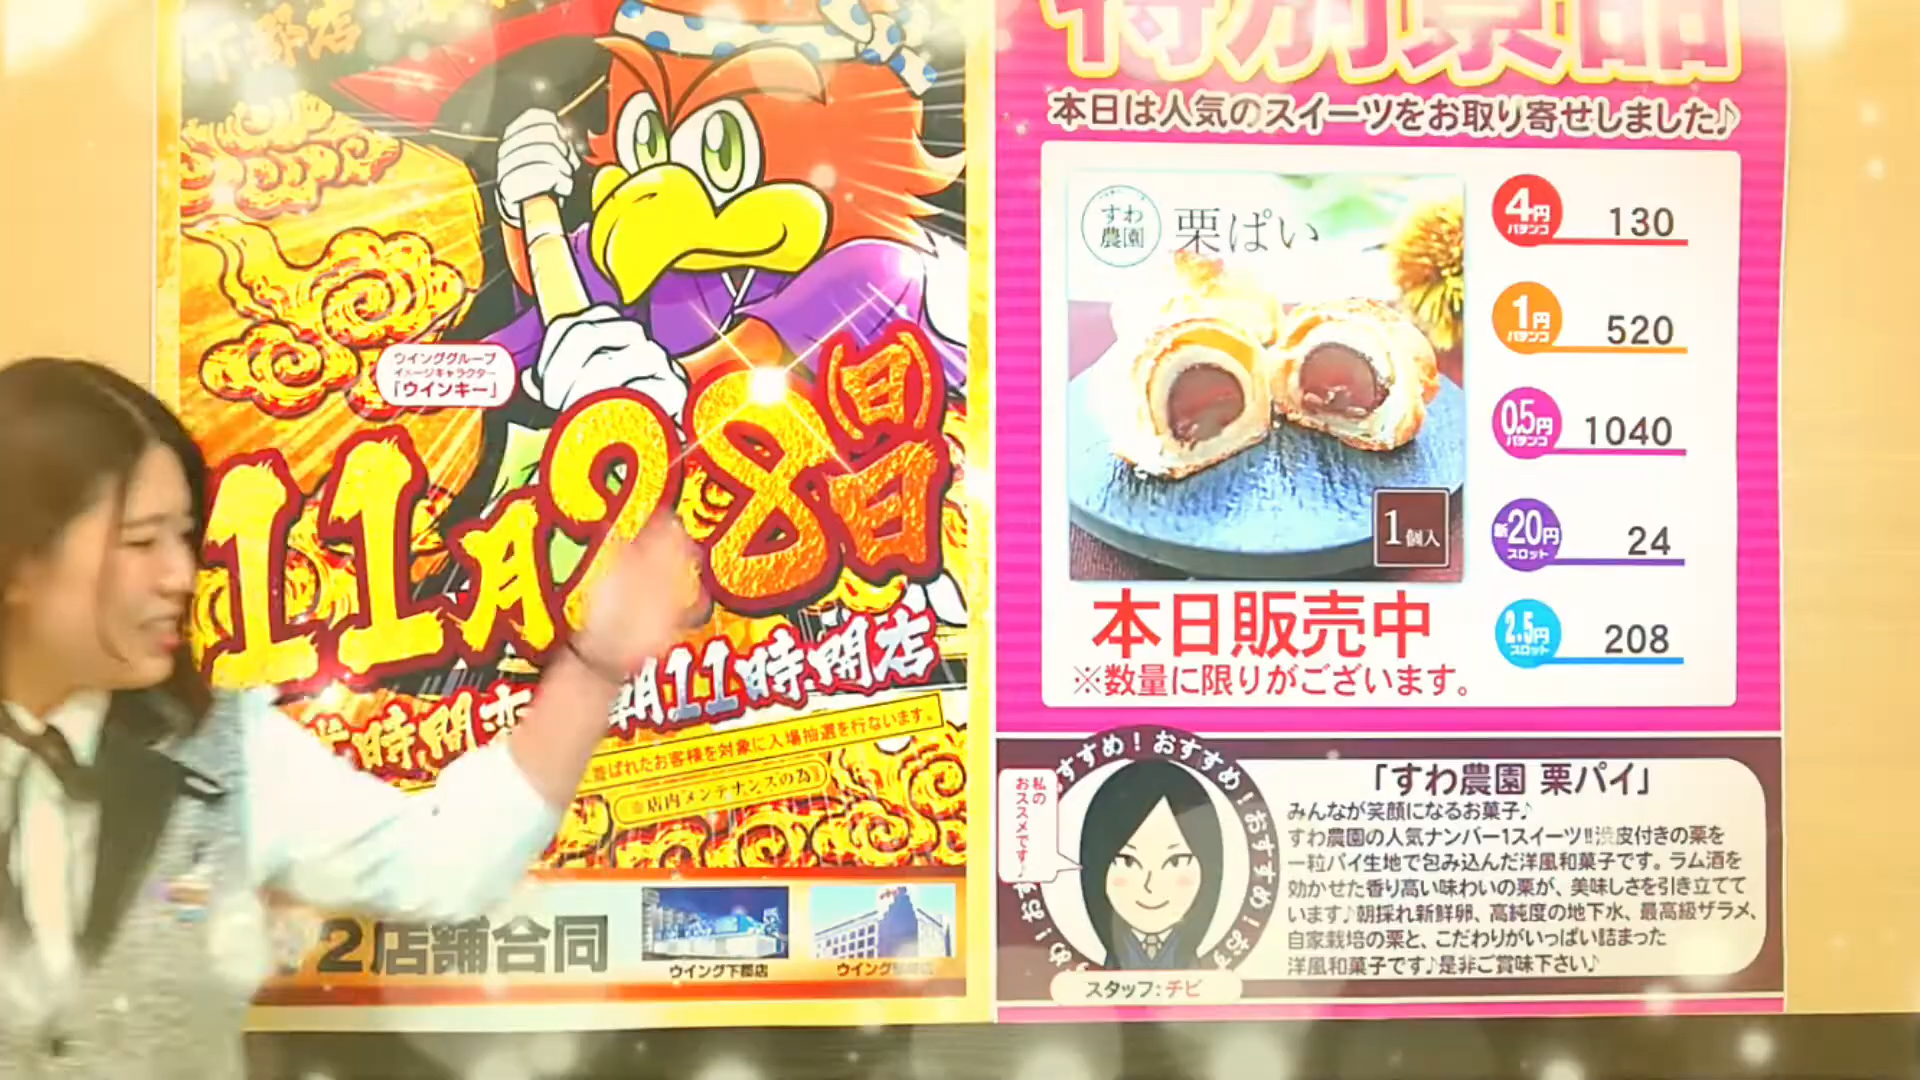 下郡店
ウイングループ
イメージキャラクター
「ウインキー」
11月28日(日)
朝11時開店
遊ばれたお客様を対象に入場抽選を行ないます。
※店内メンテナンスの為
2店舗合同
ウイング下郡店
特別景品
本日は人気のスイーツをお取り寄せしました♪
すわ
農園
栗ぱい
1個入
4円
パチンコ
130
1円
パチンコ
520
0.5円
パチンコ
1040
新20円
スロット
24
2.5円
スロット
208
本日販売中
※数量に限りがございます。
おすすめ!おすすめ!おすすめ!
私の
おススメです♪
スタッフ:チビ
「すわ農園 栗パイ」
みんなが笑顔になるお菓子♪
すわ農園の人気ナンバー1スイーツ!!渋皮付きの栗を
一粒パイ生地で包み込んだ洋風和菓子です。ラム酒を
効かせた香り高い味わいの栗が、美味しさを引き立てて
います♪朝採れ新鮮卵、高純度の地下水、最高級ザラメ、
自家栽培の栗と、こだわりがいっぱい詰まった
洋風和菓子です♪是非ご賞味下さい♪